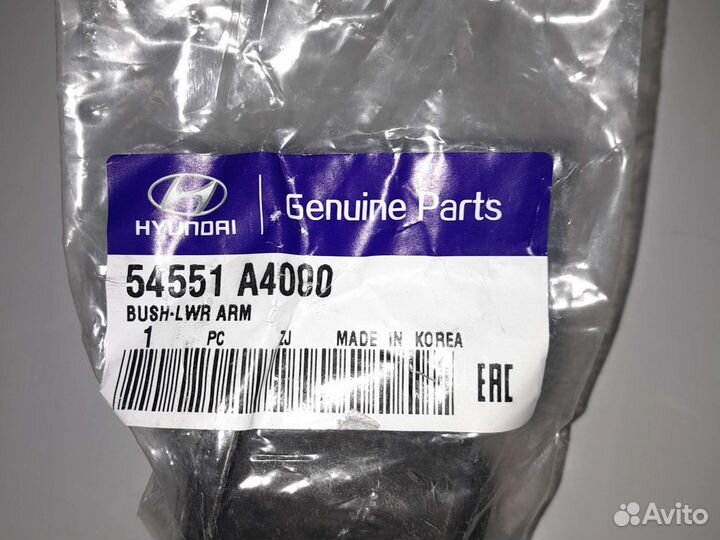 HYUNDAI
Genuine Parts
54551 A4000
BUSH-LWR ARM
1 PC ZJ MADE IN KOREA
EAC
Avito